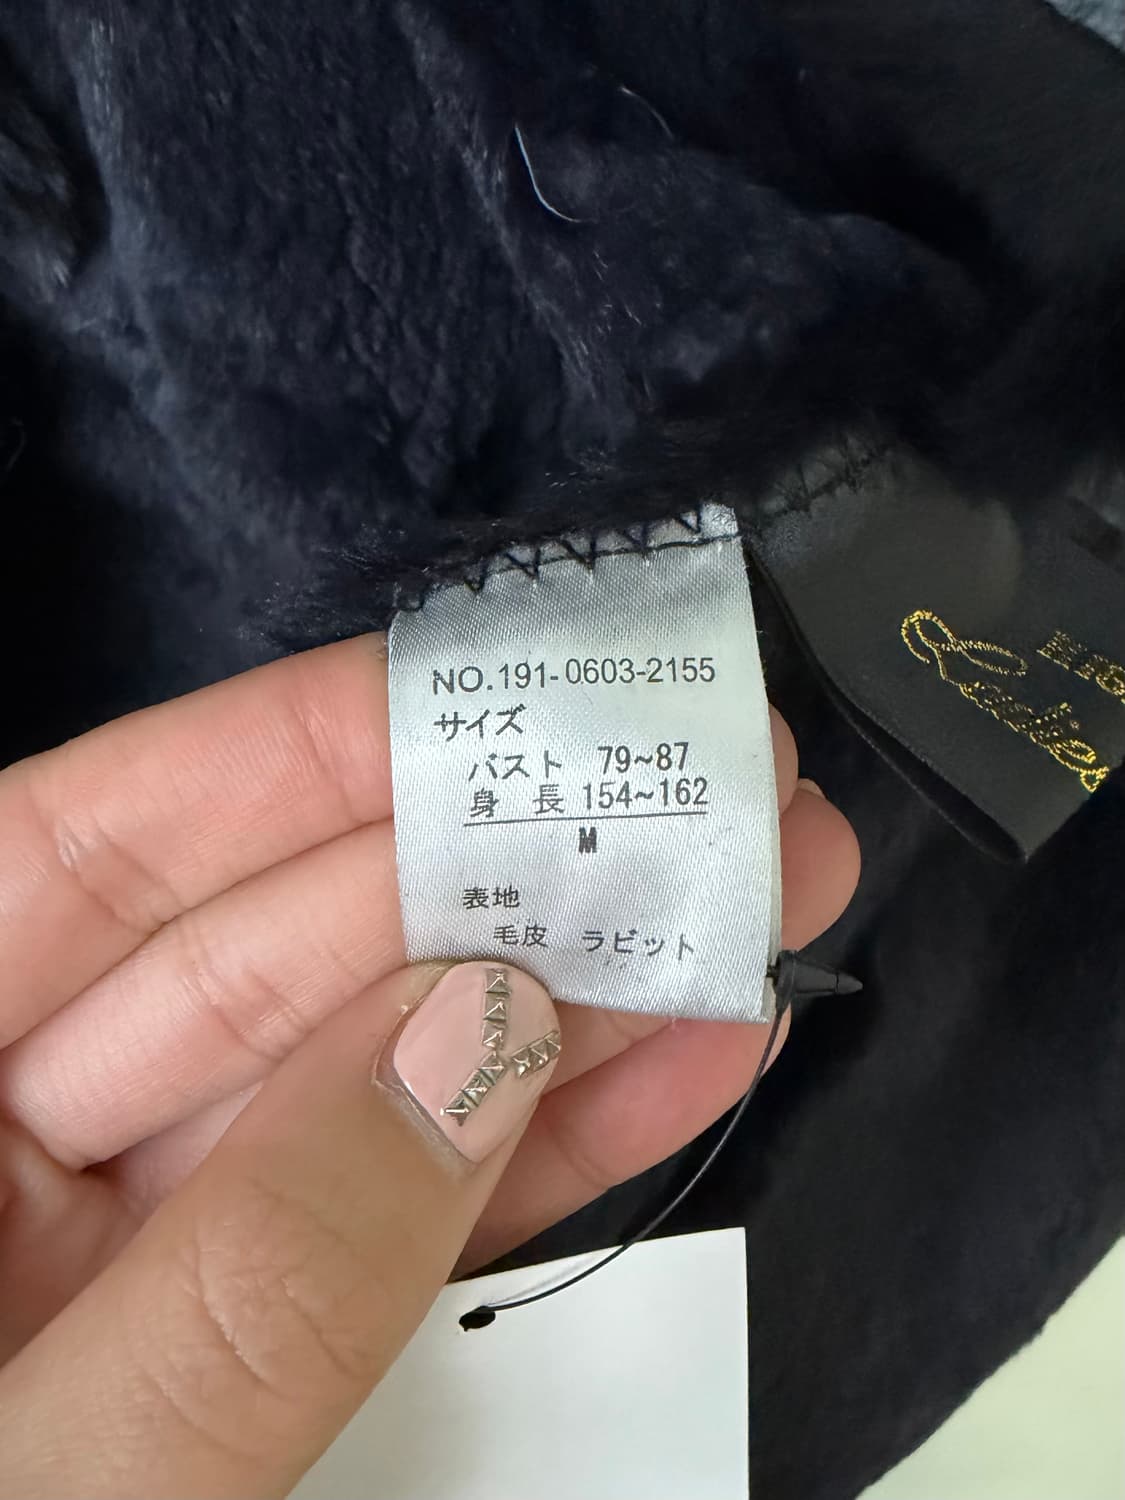 NO.191-0603-2155
サイズ
バスト 79~87
身 長 154~162
M
表地
毛皮 ラビット